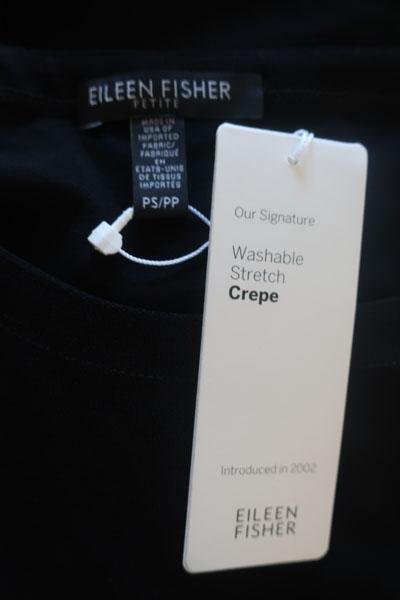 EILEEN FISHER
PETITE
MADE IN
USA OF
IMPORTED
FABRIC/
FABRIQUÉ
EN
ETATS-UNIS
DE TISSUS
IMPORTÉS
PS/PP
Our Signature
Washable
Stretch
Crepe
Introduced in 2002.
EILEEN
FISHER